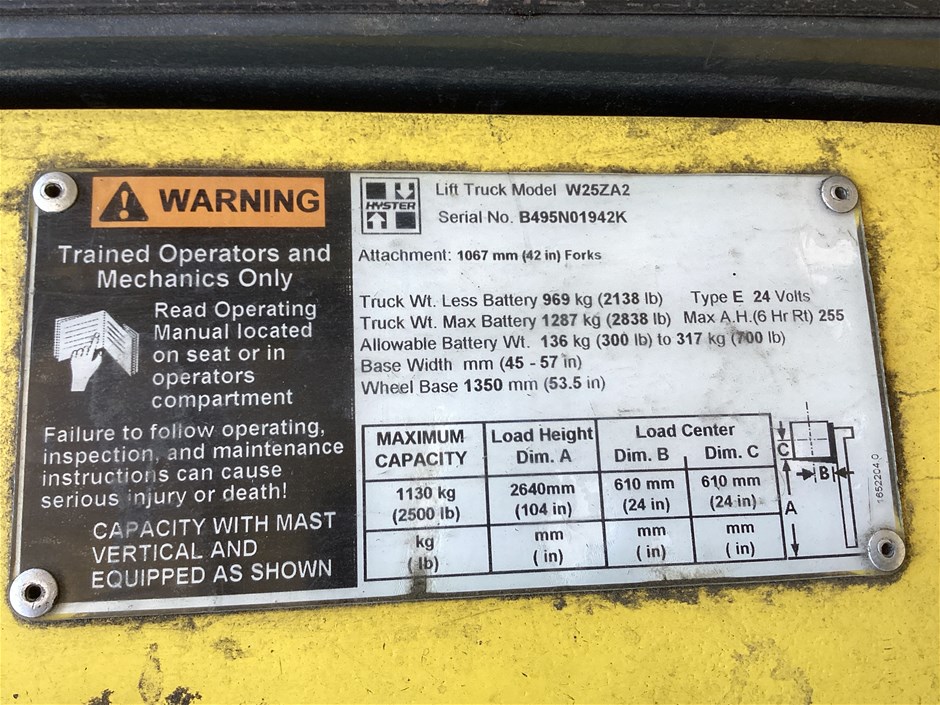 WARNING
Trained Operators and
Mechanics Only
Read Operating
Manual located
on seat or in
operators
compartment
Failure to follow operating,
inspection, and maintenance
instructions can cause
serious injury or death!
CAPACITY WITH MAST
VERTICAL AND
EQUIPPED AS SHOWN
HYSTER
Lift Truck Model W25ZA2
Serial No. B495N01942K
Attachment: 1067 mm (42 in) Forks
Truck Wt. Less Battery 969 kg (2138 lb) Type E 24 Volts
Truck Wt. Max Battery 1287 kg (2838 lb) Max A.H.(6 Hr Rt) 255
Allowable Battery Wt. 136 kg (300 lb) to 317 kg (700 lb)
Base Width mm (45 - 57 in)
Wheel Base 1350 mm (53.5 in)
MAXIMUM CAPACITY Load Height Dim. A Load Center Dim. B Dim. C
1130 kg 2640mm 610 mm 610 mm
(2500 lb) (104 in) (24 in) (24 in)
kg mm mm mm
( lb) ( in) ( in) ( in)
C
B
A
1652204.0